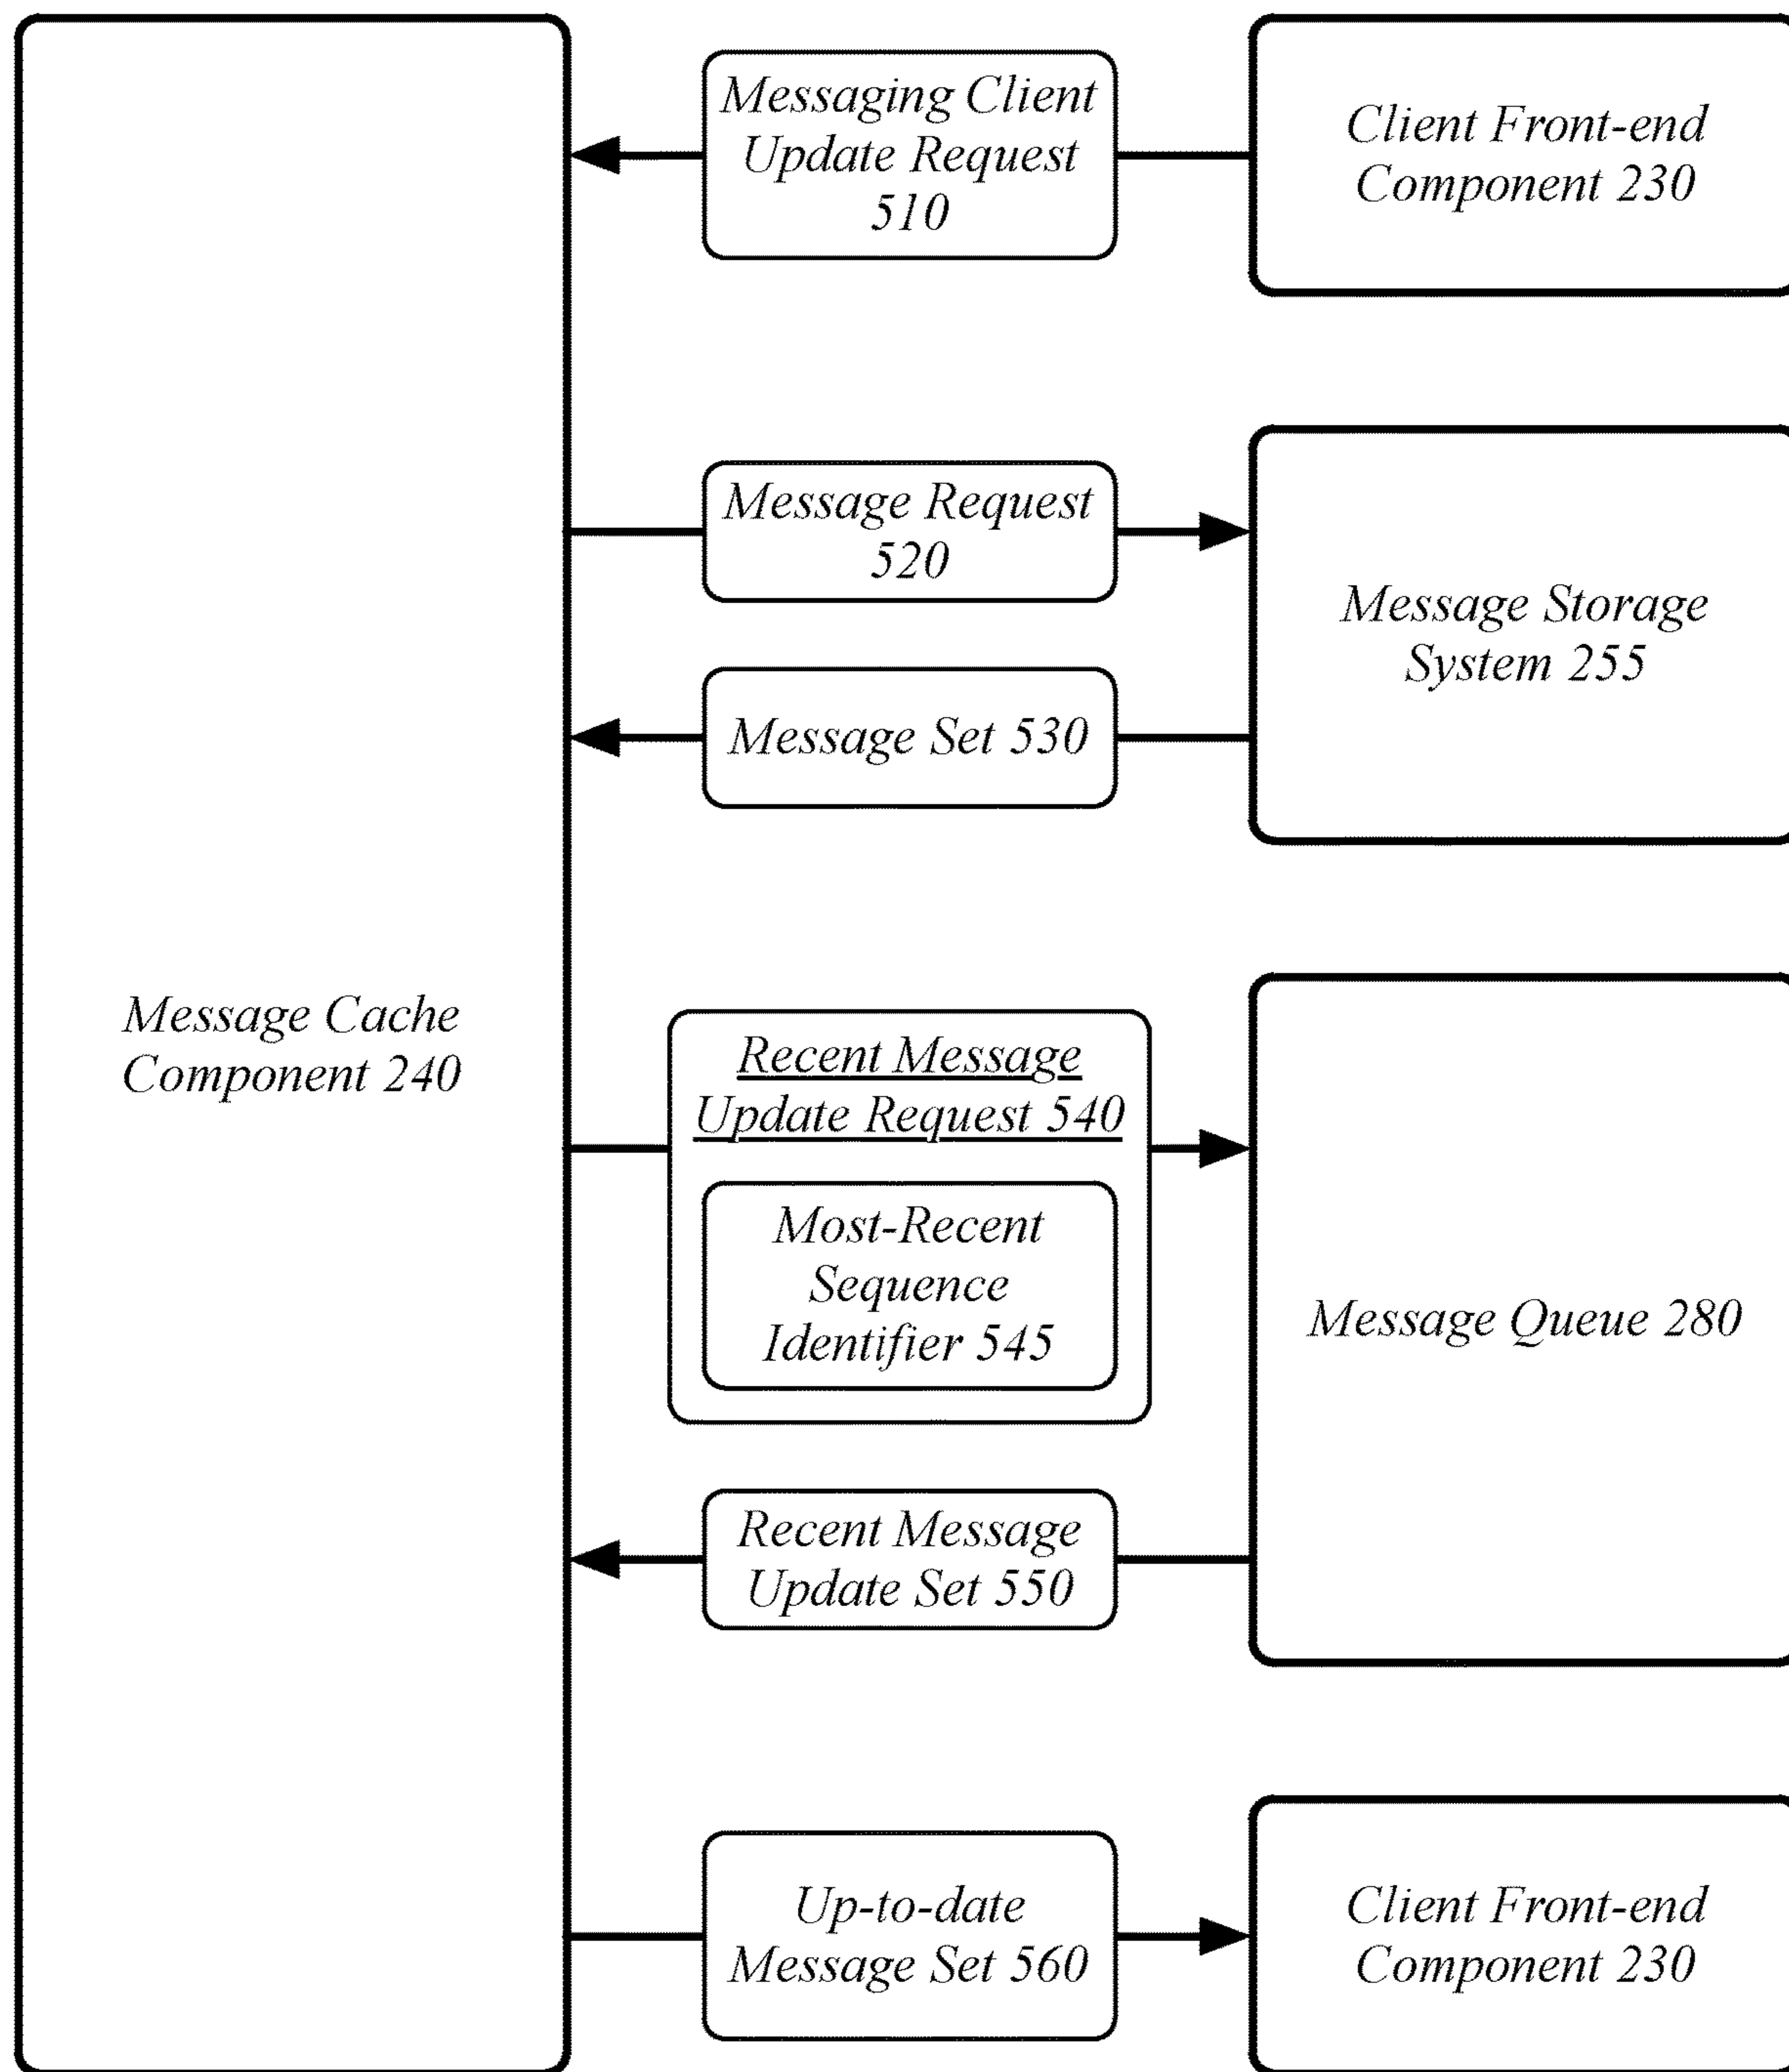 Messaging Client
Update Request
510
Client Front-end
Component 230
Message Request
520
Message Storage
System 255
Message Set 530
Message Cache
Component 240
Recent Message
Update Request 540
Most-Recent
Sequence
Identifier 545
Message Queue 280
Recent Message
Update Set 550
Up-to-date
Message Set 560
Client Front-end
Component 230